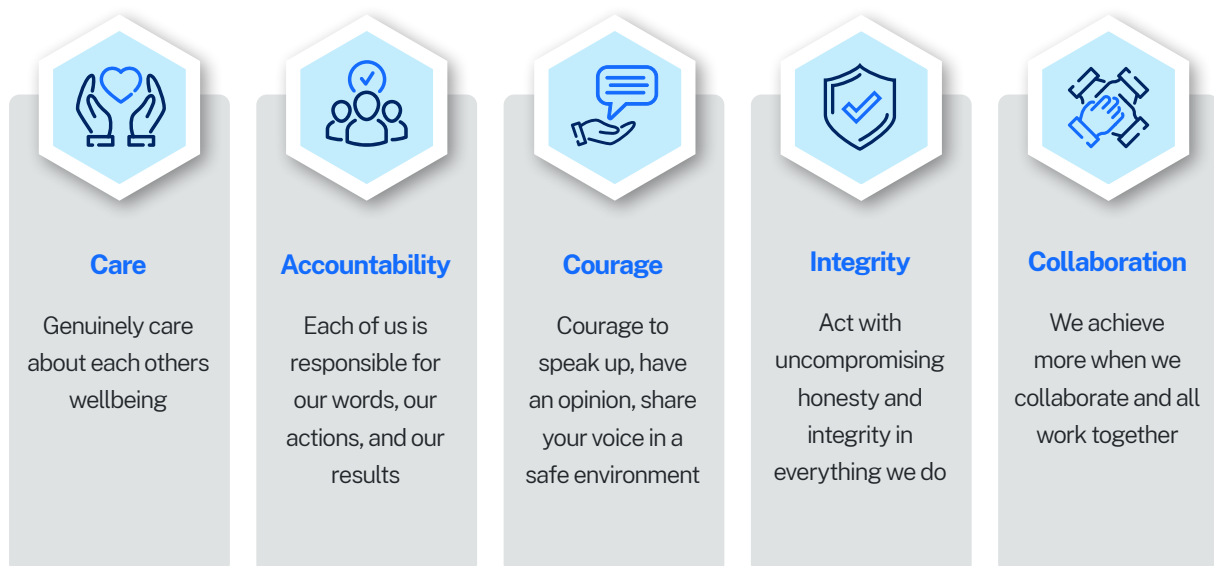 Care
Genuinely care
about each others
wellbeing
Accountability
Each of us is
responsible for
our words, our
actions, and our
results
Courage
Courage to
speak up, have
an opinion, share
your voice in a
safe environment
Integrity
Act with
uncompromising
honesty and
integrity in
everything we do
Collaboration
We achieve
more when we
collaborate and all
work together